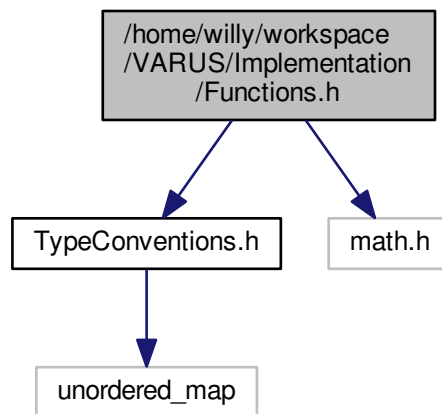 /home/willy/workspace
/VARUS/Implementation
/Functions.h
TypeConventions.h
math.h
unordered_map